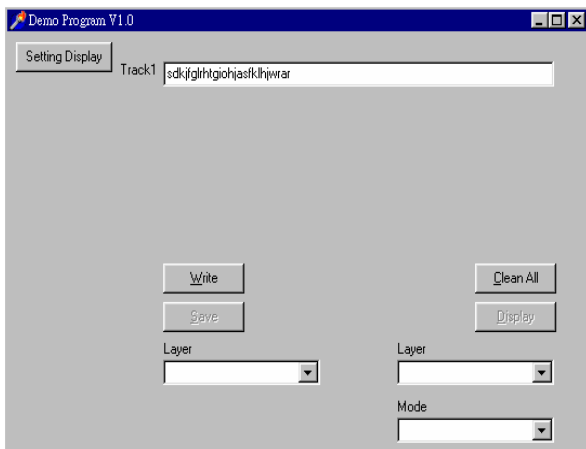 Demo Program V1.0
Setting Display
Track1 sdkjfglrhtgiohjasfklhjwrar
Write Clean All
Save Display
Layer Layer
Mode